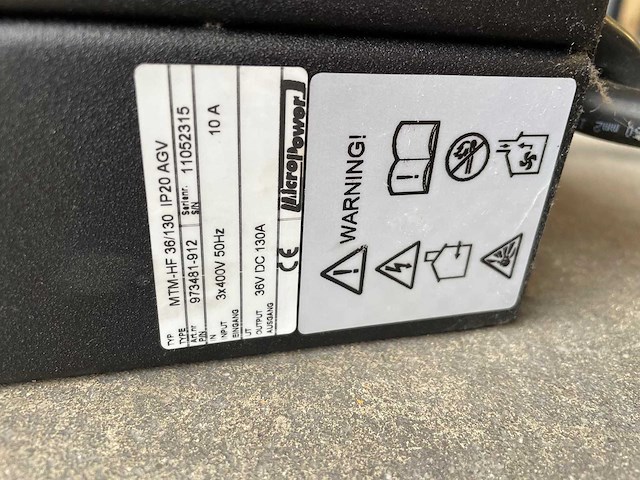 TYP
TYPE MTM-HF 36/130 IP20 AGV
Art.nr Serienr.
P/N 973481-912 S/N 11052315
IN
INPUT 3x400V 50Hz 10 A
EINGANG
UT
OUTPUT 36V DC 130A
AUSGANG
CE MicroPower
WARNING!
mm2